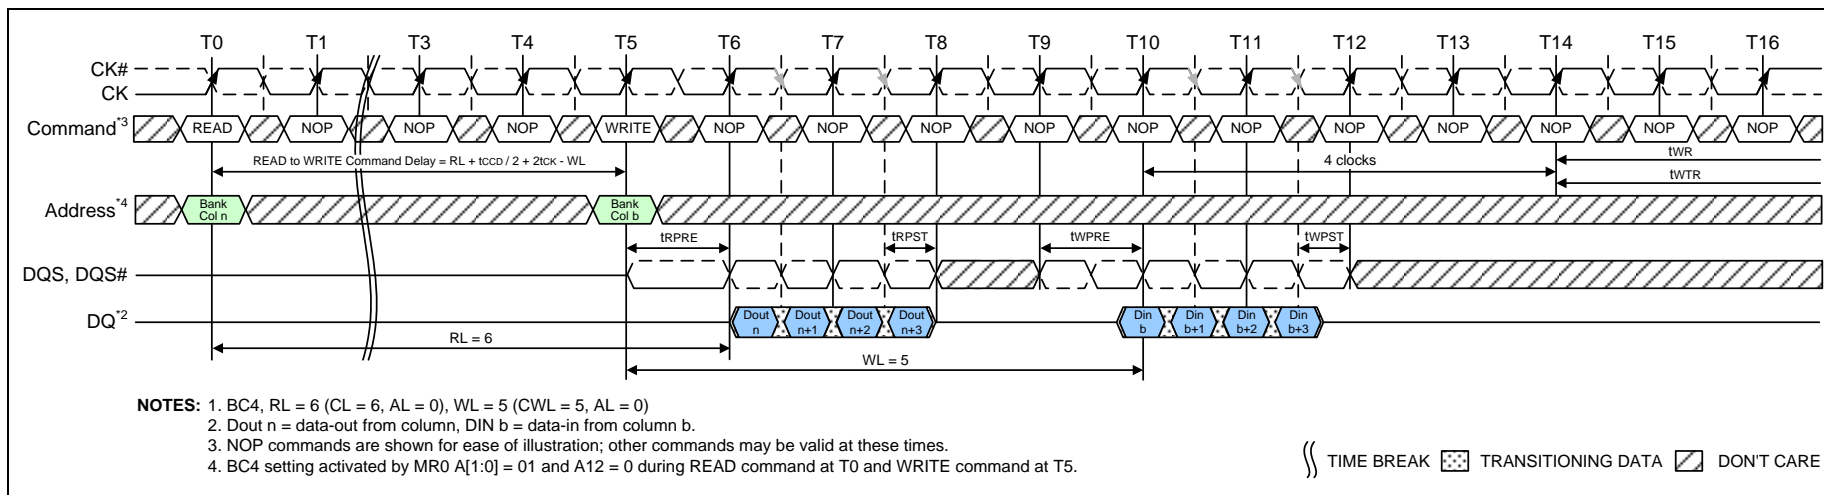 T0 T1 T3 T4 T5 T6 T7 T8 T9 T10 T11 T12 T13 T14 T15 T16
CK#
CK
Command*3 READ NOP NOP NOP WRITE NOP NOP NOP NOP NOP NOP NOP NOP NOP NOP NOP
READ to WRITE Command Delay = RL + tCCD / 2 + 2tCK - WL
4 clocks
tWR
tWTR
Address*4
Bank
Col n
Bank
Col b
tRPRE tRPST tWPRE tWPST
DQS, DQS#
DQ*2
Dout
n
Dout
n+1
Dout
n+2
Dout
n+3
Din
b
Din
b+1
Din
b+2
Din
b+3
RL = 6
WL = 5
NOTES: 1. BC4, RL = 6 (CL = 6, AL = 0), WL = 5 (CWL = 5, AL = 0)
2. Dout n = data-out from column, DIN b = data-in from column b.
3. NOP commands are shown for ease of illustration; other commands may be valid at these times.
4. BC4 setting activated by MR0 A[1:0] = 01 and A12 = 0 during READ command at T0 and WRITE command at T5.
TIME BREAK TRANSITIONING DATA DON'T CARE